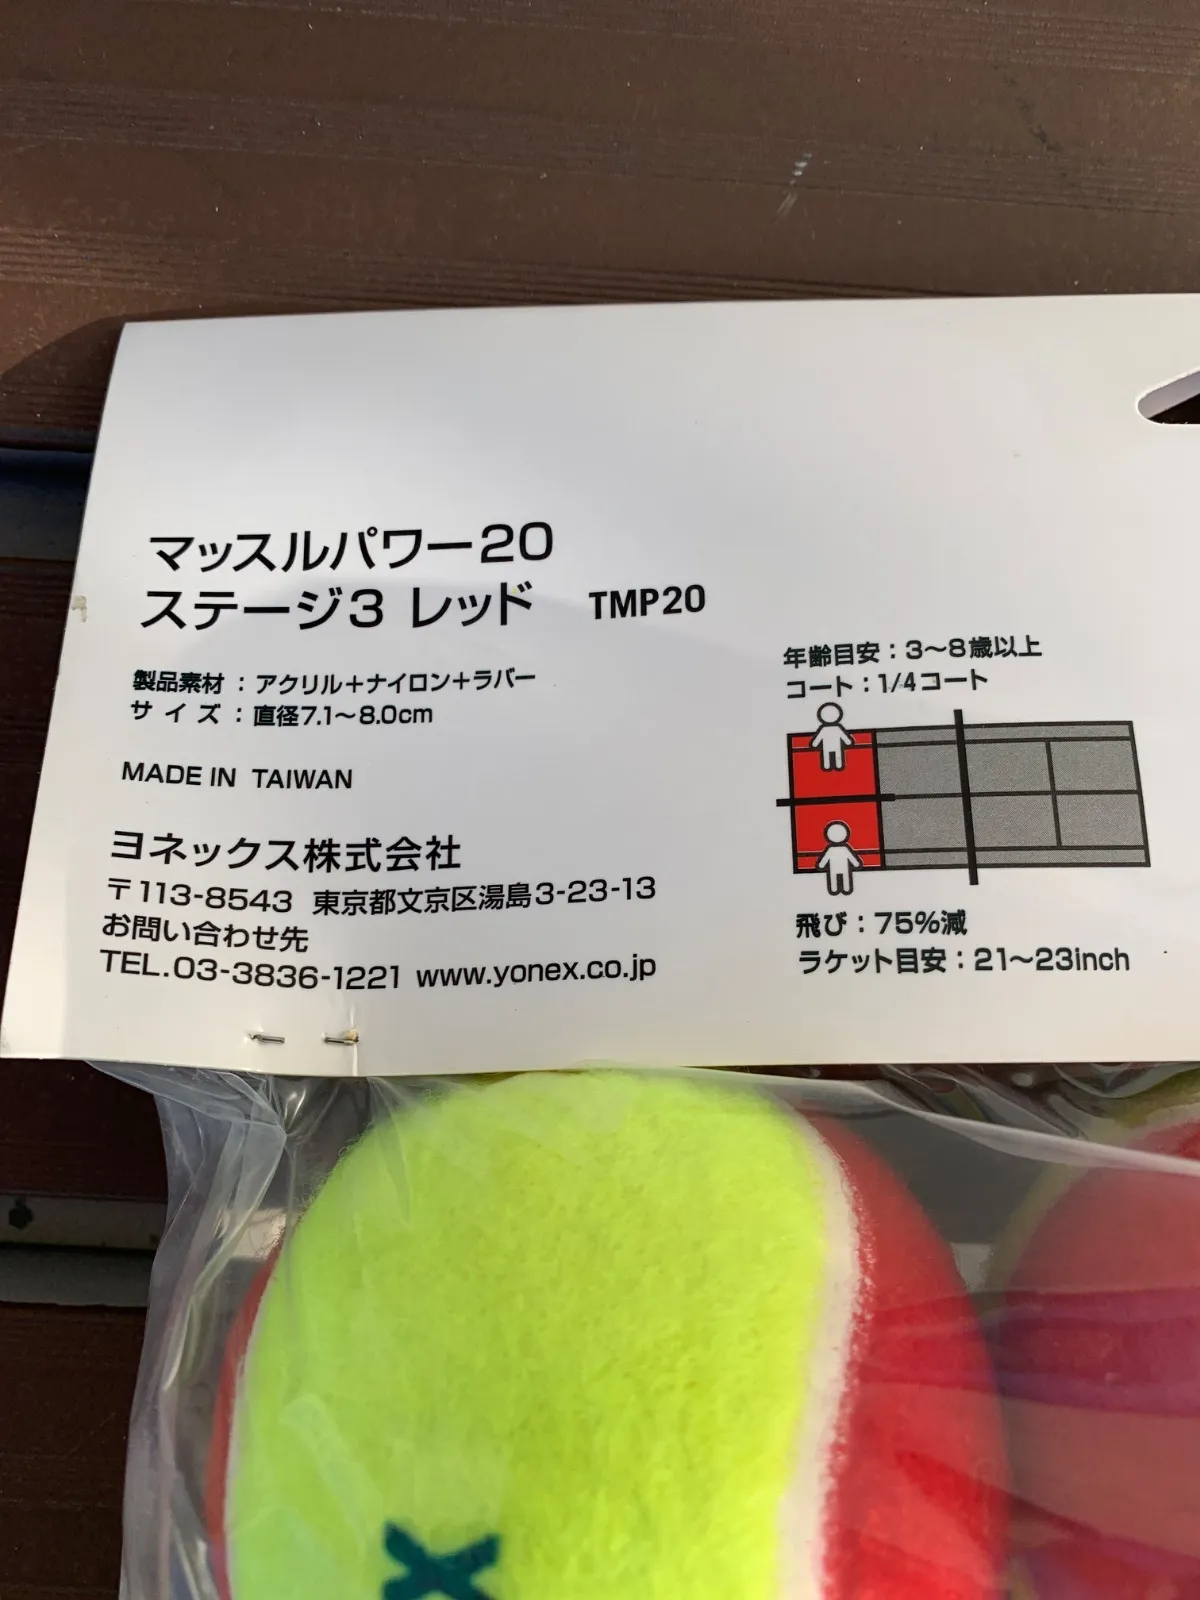 マッスルパワー20
ステージ3 レッド TMP20
製品素材：アクリル＋ナイロン＋ラバー
サイズ：直径7.1〜8.0cm
MADE IN TAIWAN
ヨネックス株式会社
〒113-8543 東京都文京区湯島3-23-13
お問い合わせ先
TEL.03-3836-1221 www.yonex.co.jp
年齢目安：3〜8歳以上
コート：1/4コート
飛び：75%減
ラケット目安：21〜23inch
X